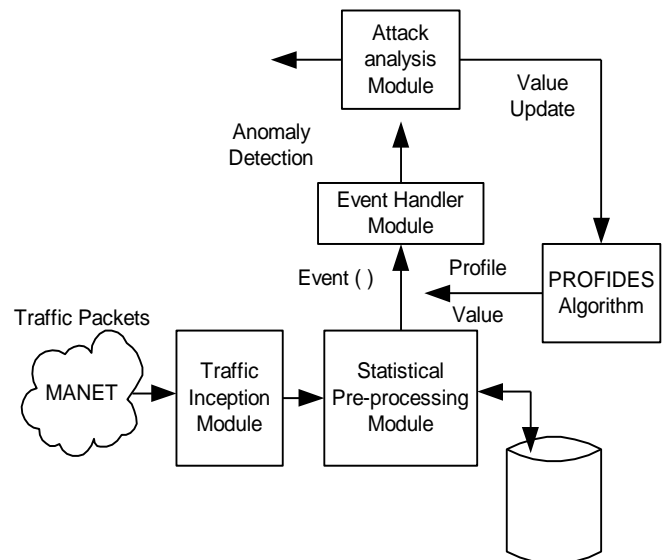 Attack
analysis
Module
Value
Update
Anomaly
Detection
Event Handler
Module
Event ( )
Profile
Value
PROFIDES
Algorithm
Traffic Packets
MANET
Traffic
Inception
Module
Statistical
Pre-processing
Module